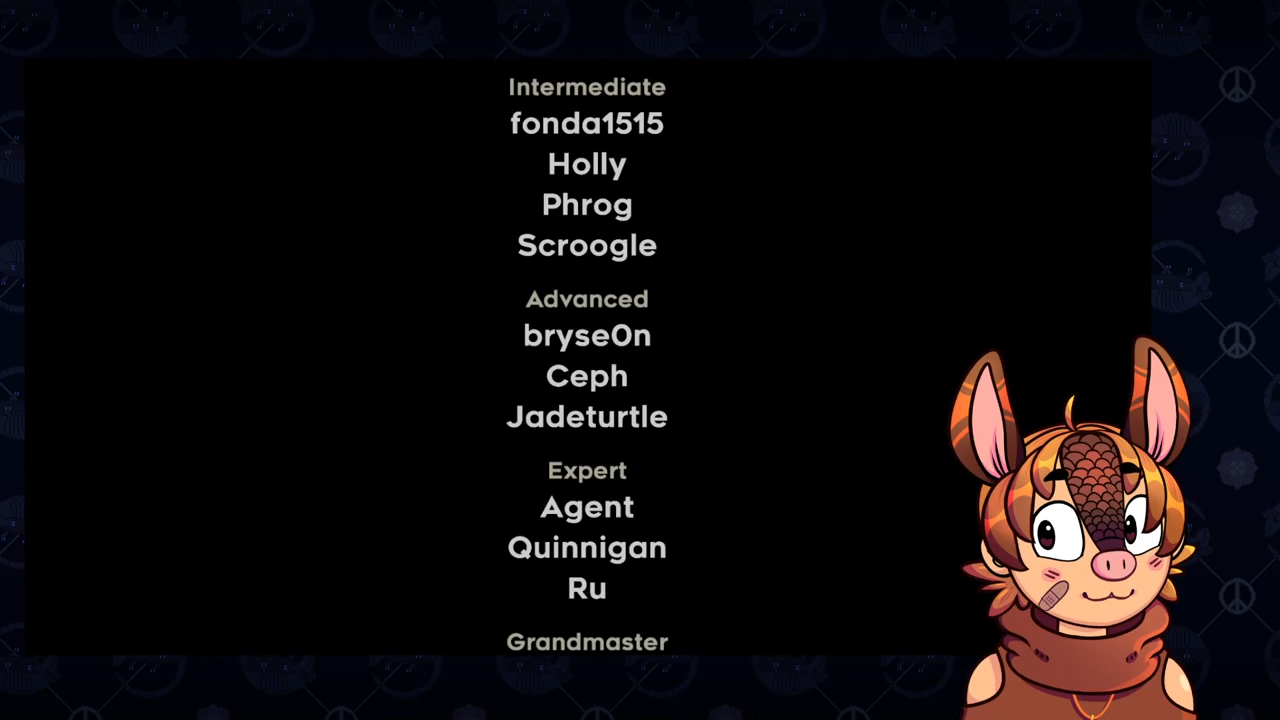 Intermediate
fonda1515
Holly
Phrog
Scroogle
Advanced
bryse0n
Ceph
Jadeturtle
Expert
Agent
Quinnigan
Ru
Grandmaster